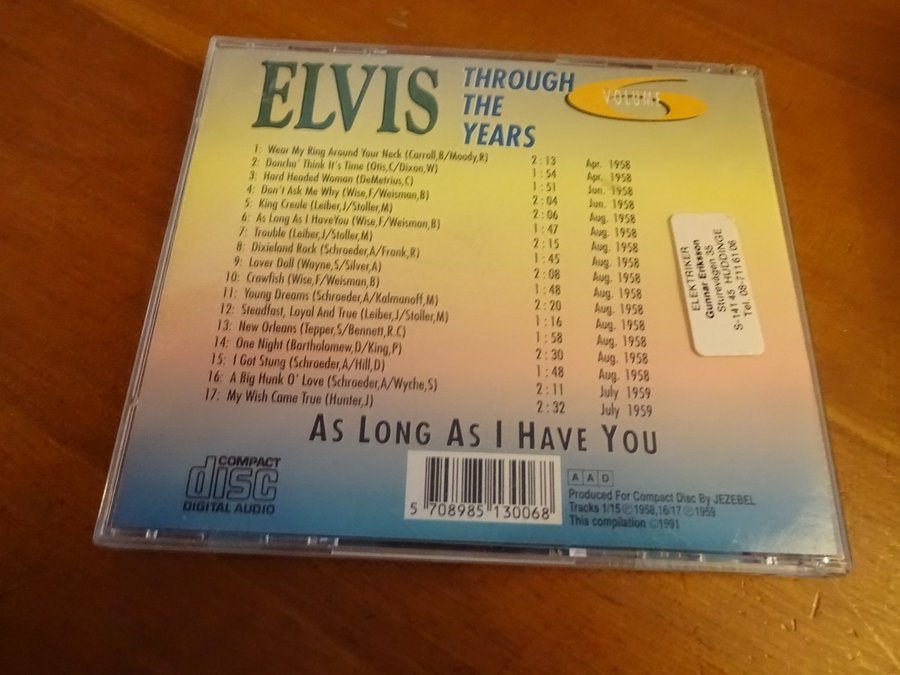 ELVIS
THROUGH
THE
YEARS
VOLUME 6
1: Wear My Ring Around Your Neck (Carroll,B/Moody,R) 2:13 Apr. 1958
2: Doncha' Think It's Time (Otis,C/Dixon,W) 1:54 Apr. 1958
3: Hard Headed Woman (DeMetrius,C) 1:51 Jun. 1958
4: Don't Ask Me Why (Wise,F/Weisman,B) 2:04 Jun. 1958
5: King Creole (Leiber,J/Stoller,M) 2:06 Aug. 1958
6: As Long As I HaveYou (Wise,F/Weisman,B) 1:47 Aug. 1958
7: Trouble (Leiber,J/Stoller,M) 2:15 Aug. 1958
8: Dixieland Rock (Schroeder,A/Frank,R) 1:45 Aug. 1958
9: Lover Doll (Wayne,S/Silver,A) 2:08 Aug. 1958
10: Crawfish (Wise,F/Weisman,B) 1:48 Aug. 1958
11: Young Dreams (Schroeder,A/Kalmanoff,M) 2:20 Aug. 1958
12: Steadfast, Loyal And True (Leiber,J/Stoller,M) 1:16 Aug. 1958
13: New Orleans (Tepper,S/Bennett,R.C) 1:58 Aug. 1958
14: One Night (Bartholomew,D/King,P) 2:30 Aug. 1958
15: I Got Stung (Schroeder,A/Hill,D) 1:48 Aug. 1958
16: A Big Hunk O' Love (Schroeder,A/Wyche,S) 2:11 July 1959
17: My Wish Came True (Hunter,J) 2:32 July 1959
ELEKTRIKER
Gunnar Eriksson
Sturevägen 35
S-141 45 HUDDINGE
Tel. 08-711 61 06
AS LONG AS I HAVE YOU
COMPACT
disc
DIGITAL AUDIO
5 708985 130068
A A D
Produced For Compact Disc By JEZEBEL
Tracks 1/15 ℗1958,16/17 ℗1959
This compilation ©1991